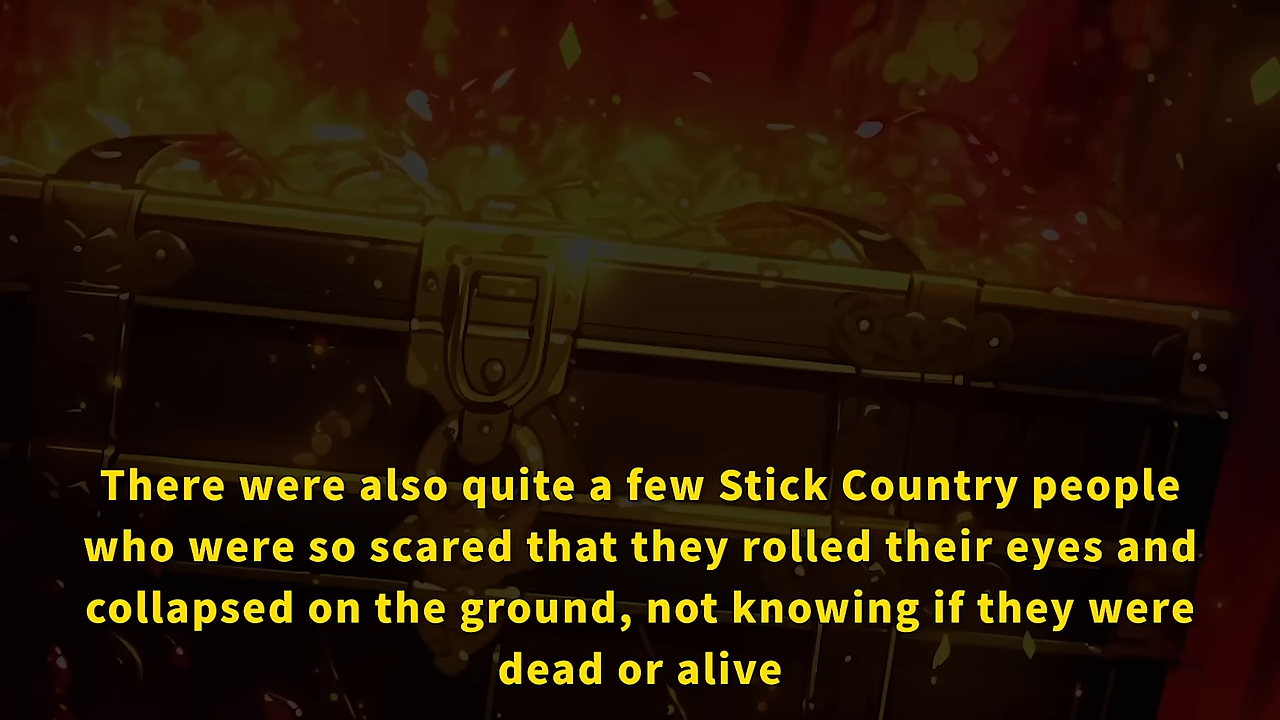 There were also quite a few Stick Country people
who were so scared that they rolled their eyes and
collapsed on the ground, not knowing if they were
dead or alive